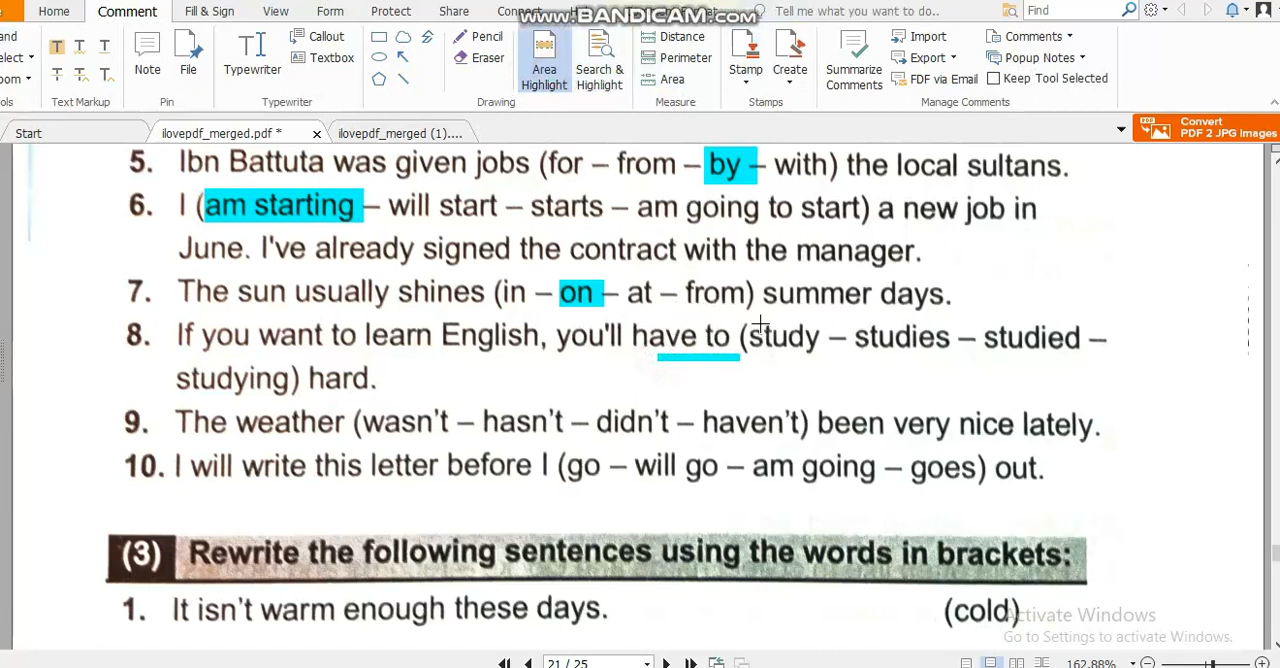 Home Comment Fill & Sign View Form Protect Share Connect Tell me what you want to do.. Find
www.BANDICAM.com
Callout Pencil Distance Import Comments
Textbox Eraser Perimeter Export Popup Notes
Note File Typewriter Area Highlight Search & Highlight Area Stamp Create Summarize Comments FDF via Email Keep Tool Selected
Text Markup Pin Typewriter Drawing Measure Stamps Manage Comments
Start ilovepdf_merged.pdf * ilovepdf_merged (1).... Convert
PDF 2 JPG Images
5. Ibn Battuta was given jobs (for – from – by – with) the local sultans.
6. I (am starting – will start – starts – am going to start) a new job in
June. I've already signed the contract with the manager.
7. The sun usually shines (in – on – at – from) summer days.
8. If you want to learn English, you'll have to (study – studies – studied –
studying) hard.
9. The weather (wasn't – hasn't – didn't – haven't) been very nice lately.
10. I will write this letter before I (go – will go – am going – goes) out.
(3) Rewrite the following sentences using the words in brackets:
1. It isn't warm enough these days. (cold)
Activate Windows
Go to Settings to activate Windows.
21 / 25 162.88%